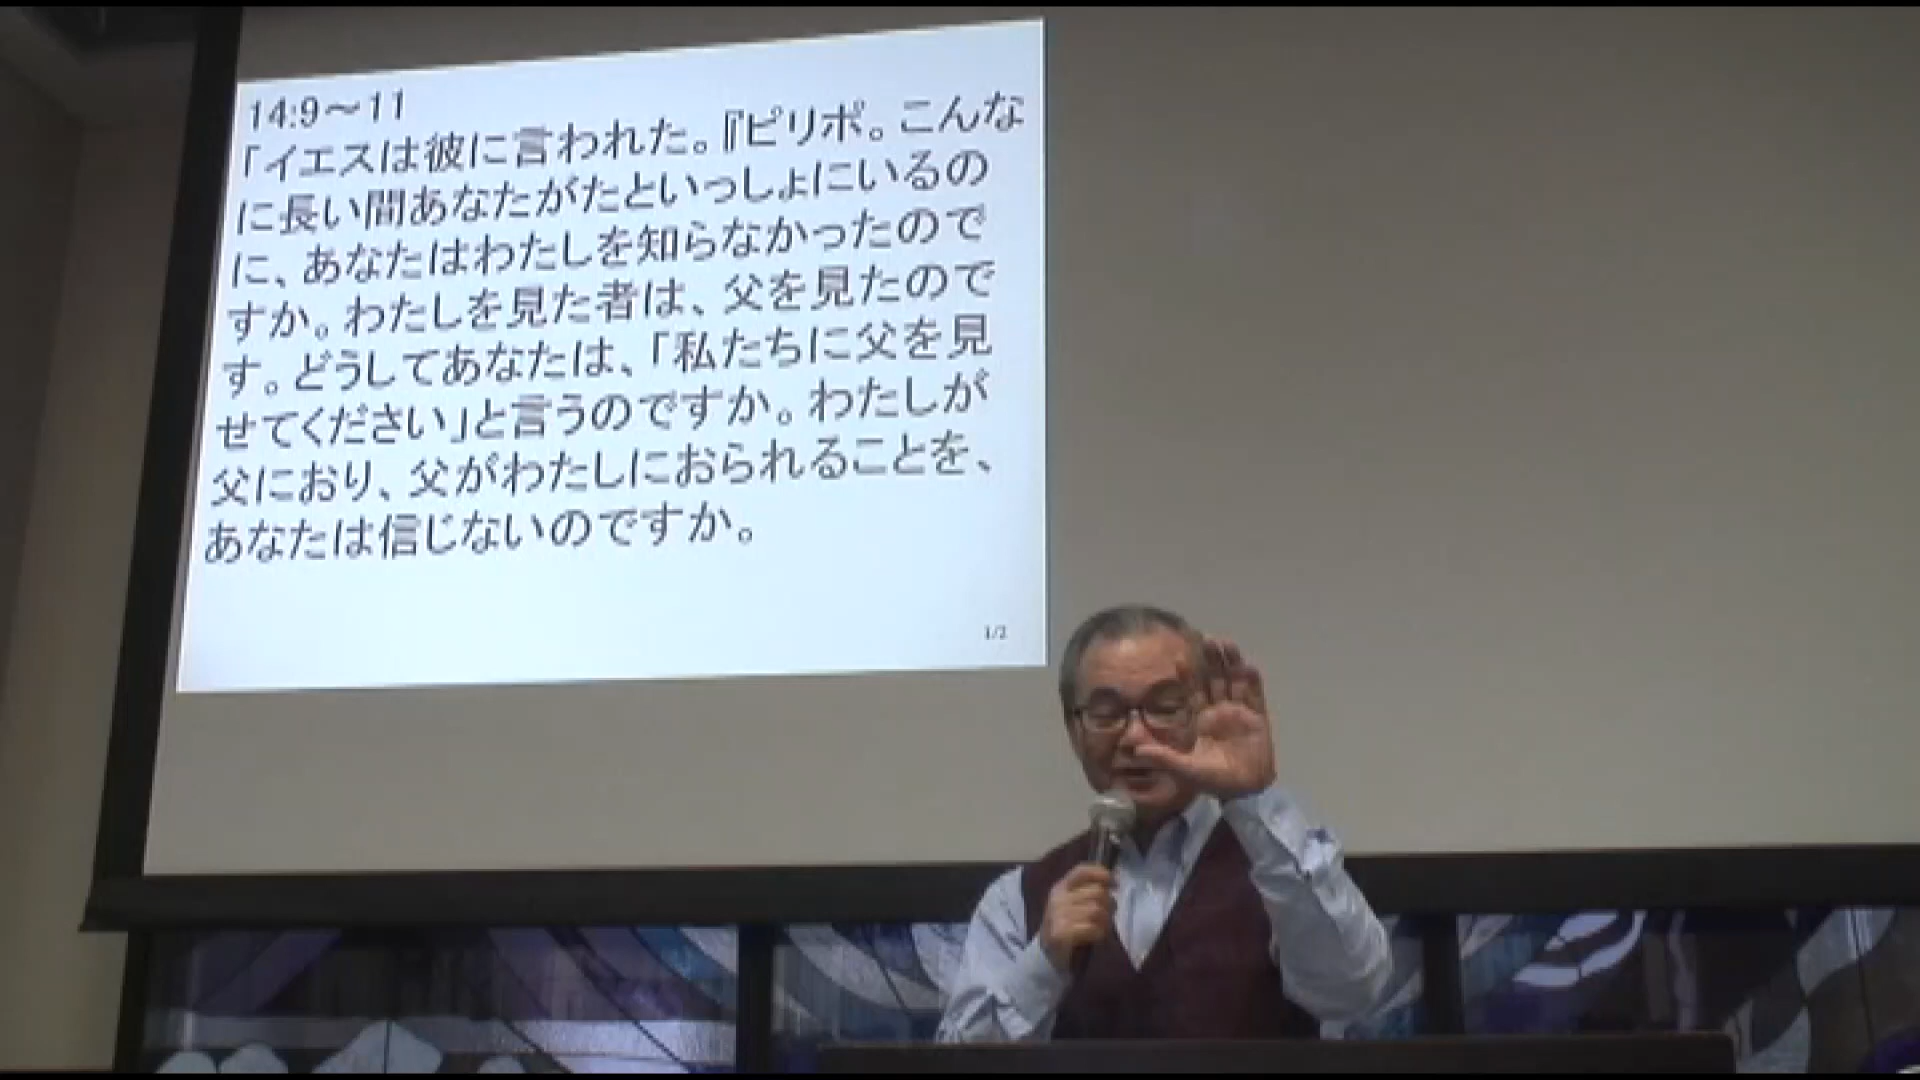 14:9～11
「イエスは彼に言われた。『ピリポ。こんな
に長い間あなたがたといっしょにいるの
に、あなたはわたしを知らなかったので
すか。わたしを見た者は、父を見たので
す。どうしてあなたは、「私たちに父を見
せてください」と言うのですか。わたしが
父におり、父がわたしにおられることを、
あなたは信じないのですか。
1/2